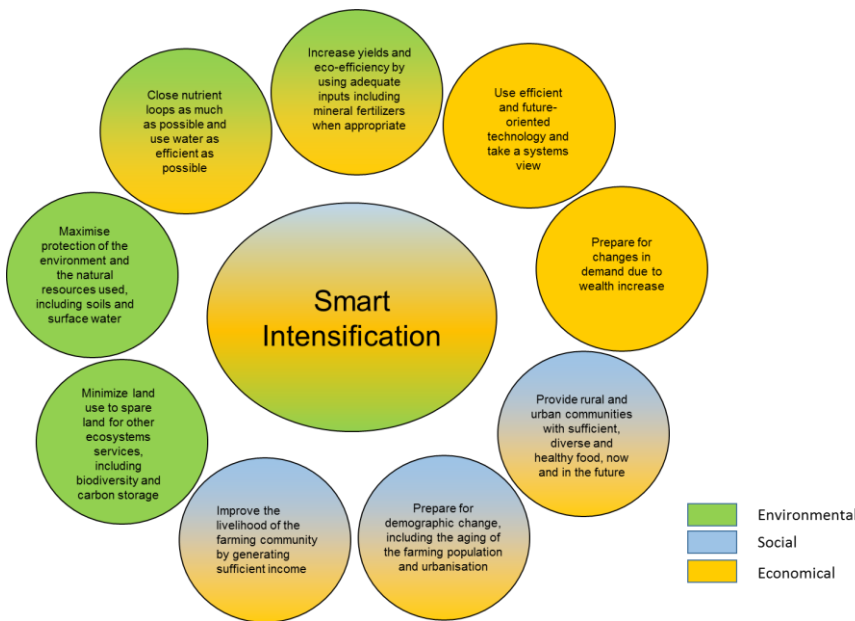 Increase yields and
eco-efficiency by
using adequate
inputs including
mineral fertilizers
when appropriate
Use efficient
and future-
oriented
technology and
take a systems
view
Prepare for
changes in
demand due to
wealth increase
Provide rural and
urban communities
with sufficient,
diverse and
healthy food, now
and in the future
Prepare for
demographic change,
including the aging of
the farming population
and urbanisation
Improve the
livelihood of the
farming community
by generating
sufficient income
Minimize land
use to spare
land for other
ecosystems
services,
including
biodiversity and
carbon storage
Maximise
protection of the
environment and
the natural
resources used,
including soils and
surface water
Close nutrient
loops as much
as possible and
use water as
efficient as
possible
Smart
Intensification
Environmental
Social
Economical